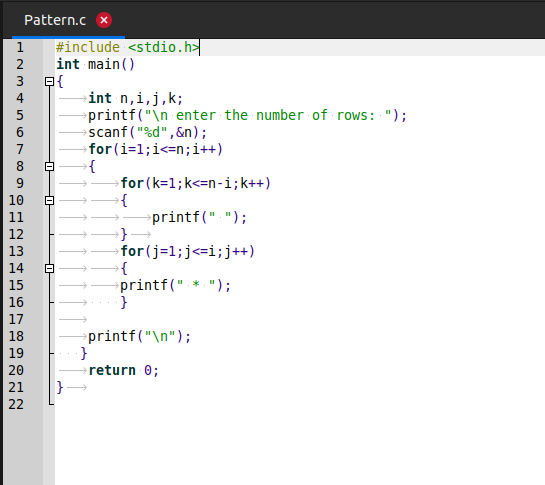 Pattern.c
1 #include <stdio.h>
2 int main()
3 {
4 int n,i,j,k;
5 printf("\n enter the number of rows: ");
6 scanf("%d",&n);
7 for(i=1;i<=n;i++)
8 {
9 for(k=1;k<=n-i;k++)
10 {
11 printf(" ");
12 }
13 for(j=1;j<=i;j++)
14 {
15 printf(" * ");
16 }
17
18 printf("\n");
19 }
20 return 0;
21 }
22